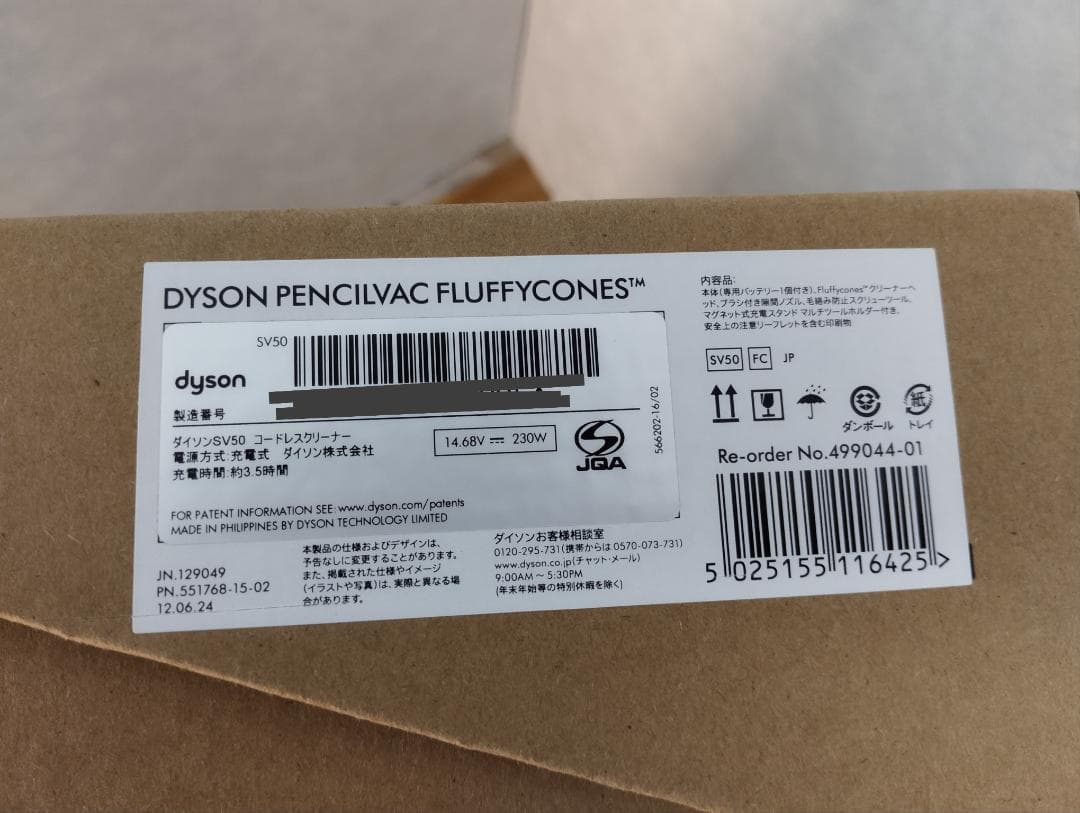 DYSON PENCILVAC FLUFFYCONES™
SV50
dyson
製造番号
ダイソンSV50 コードレスクリーナー
電源方式:充電式 ダイソン株式会社
充電時間:約3.5時間
14.68V ⎓ 230W
JQA
566202-16/02
FOR PATENT INFORMATION SEE: www.dyson.com/patents
MADE IN PHILIPPINES BY DYSON TECHNOLOGY LIMITED
JN.129049
PN.551768-15-02
12.06.24
本製品の仕様およびデザインは、
予告なしに変更することがあります。
また、掲載された仕様やイメージ
(イラストや写真)は、実際と異なる場
合があります。
ダイソンお客様相談室
0120-295-731(携帯からは 0570-073-731)
www.dyson.co.jp(チャット・メール)
9:00AM ~ 5:30PM
(年末年始等の特別休暇を除く)
内容品:
本体(専用バッテリー1個付き)、Fluffycones™クリーナーヘ
ッド、ブラシ付き隙間ノズル、毛絡み防止スクリューツール、
マグネット式充電スタンド マルチツールホルダー付き、
安全上の注意リーフレットを含む印刷物
SV50 FC JP
紙
ダンボール トレイ
Re-order No.499044-01
5 025155 116425 >